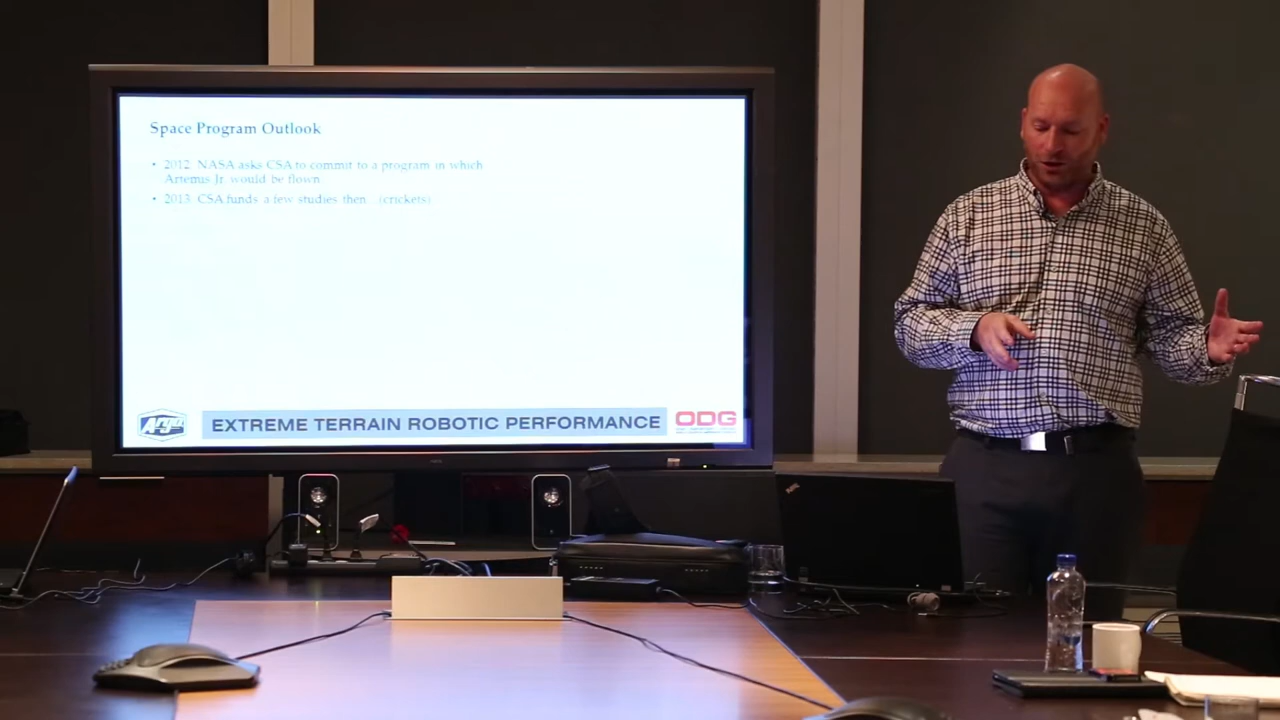 Space Program Outlook
• 2012: NASA asks CSA to commit to a program in which
Artemis Jr. would be flown.
• 2013: CSA funds a few studies then…(crickets)
Argo
EXTREME TERRAIN ROBOTIC PERFORMANCE
ODG